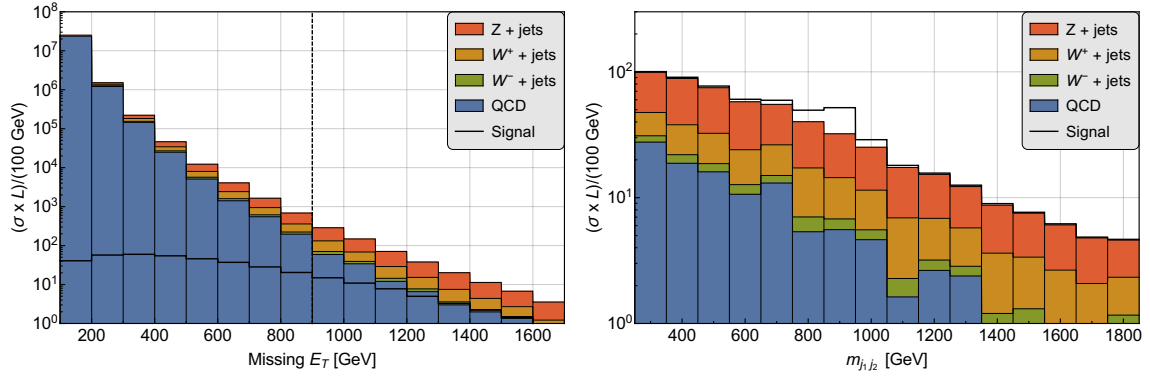 (σ x L)/(100 GeV)
10⁸
10⁷
10⁶
10⁵
10⁴
10³
10²
10¹
10⁰
200 400 600 800 1000 1200 1400 1600
Missing E_T [GeV]
Z + jets
W⁺ + jets
W⁻ + jets
QCD
Signal
(σ x L)/(100 GeV)
10²
10¹
10⁰
400 600 800 1000 1200 1400 1600 1800
m_{j₁j₂} [GeV]
Z + jets
W⁺ + jets
W⁻ + jets
QCD
Signal